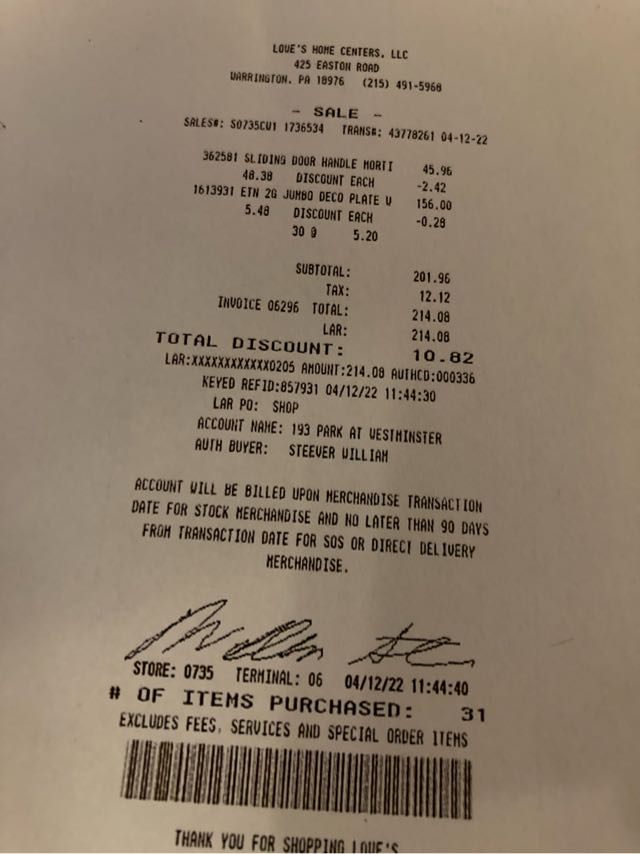 LOWE'S HOME CENTERS, LLC
425 EASTON ROAD
WARRINGTON, PA 18976 (215) 491-5968
- SALE -
SALES#: S0735CW1 1736534 TRANS#: 43778261 04-12-22
362581 SLIDING DOOR HANDLE MORTI 45.96
48.38 DISCOUNT EACH -2.42
1613931 ETN 2G JUMBO DECO PLATE W 156.00
5.48 DISCOUNT EACH -0.28
30 @ 5.20
SUBTOTAL: 201.96
TAX: 12.12
INVOICE 06296 TOTAL: 214.08
LAR: 214.08
TOTAL DISCOUNT: 10.82
LAR:XXXXXXXXXXXX0205 AMOUNT:214.08 AUTHCD:000336
KEYED REFID:857931 04/12/22 11:44:30
LAR PO: SHOP
ACCOUNT NAME: 193 PARK AT WESTMINSTER
AUTH BUYER: STEEVER WILLIAM
ACCOUNT WILL BE BILLED UPON MERCHANDISE TRANSACTION
DATE FOR STOCK MERCHANDISE AND NO LATER THAN 90 DAYS
FROM TRANSACTION DATE FOR SOS OR DIRECT DELIVERY
MERCHANDISE.
STORE: 0735 TERMINAL: 06 04/12/22 11:44:40
# OF ITEMS PURCHASED: 31
EXCLUDES FEES, SERVICES AND SPECIAL ORDER ITEMS
THANK YOU FOR SHOPPING LOWE'S